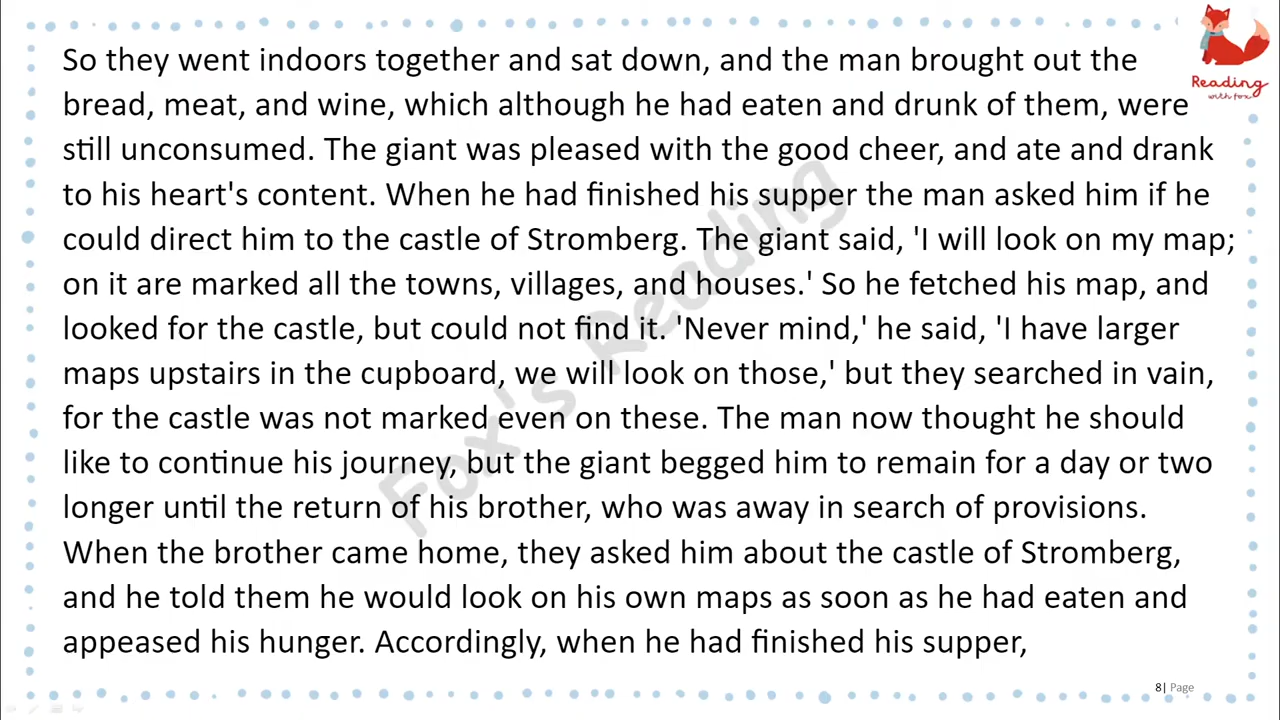 So they went indoors together and sat down, and the man brought out the
bread, meat, and wine, which although he had eaten and drunk of them, were
still unconsumed. The giant was pleased with the good cheer, and ate and drank
to his heart's content. When he had finished his supper the man asked him if he
could direct him to the castle of Stromberg. The giant said, 'I will look on my map;
on it are marked all the towns, villages, and houses.' So he fetched his map, and
looked for the castle, but could not find it. 'Never mind,' he said, 'I have larger
maps upstairs in the cupboard, we will look on those,' but they searched in vain,
for the castle was not marked even on these. The man now thought he should
like to continue his journey, but the giant begged him to remain for a day or two
longer until the return of his brother, who was away in search of provisions.
When the brother came home, they asked him about the castle of Stromberg,
and he told them he would look on his own maps as soon as he had eaten and
appeased his hunger. Accordingly, when he had finished his supper,
8| Page
Reading
with fox
Fox's Reading